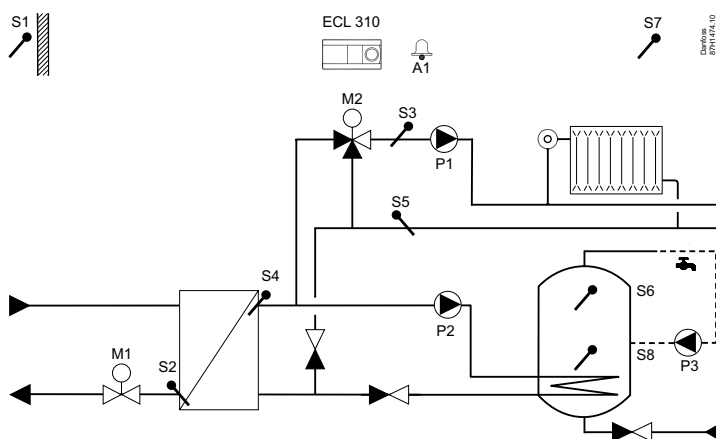 S1
ECL 310
S7
Danfoss
87H1474.10
A1
M2
S3
P1
S5
S4
S6
P2
M1
S2
S8
P3